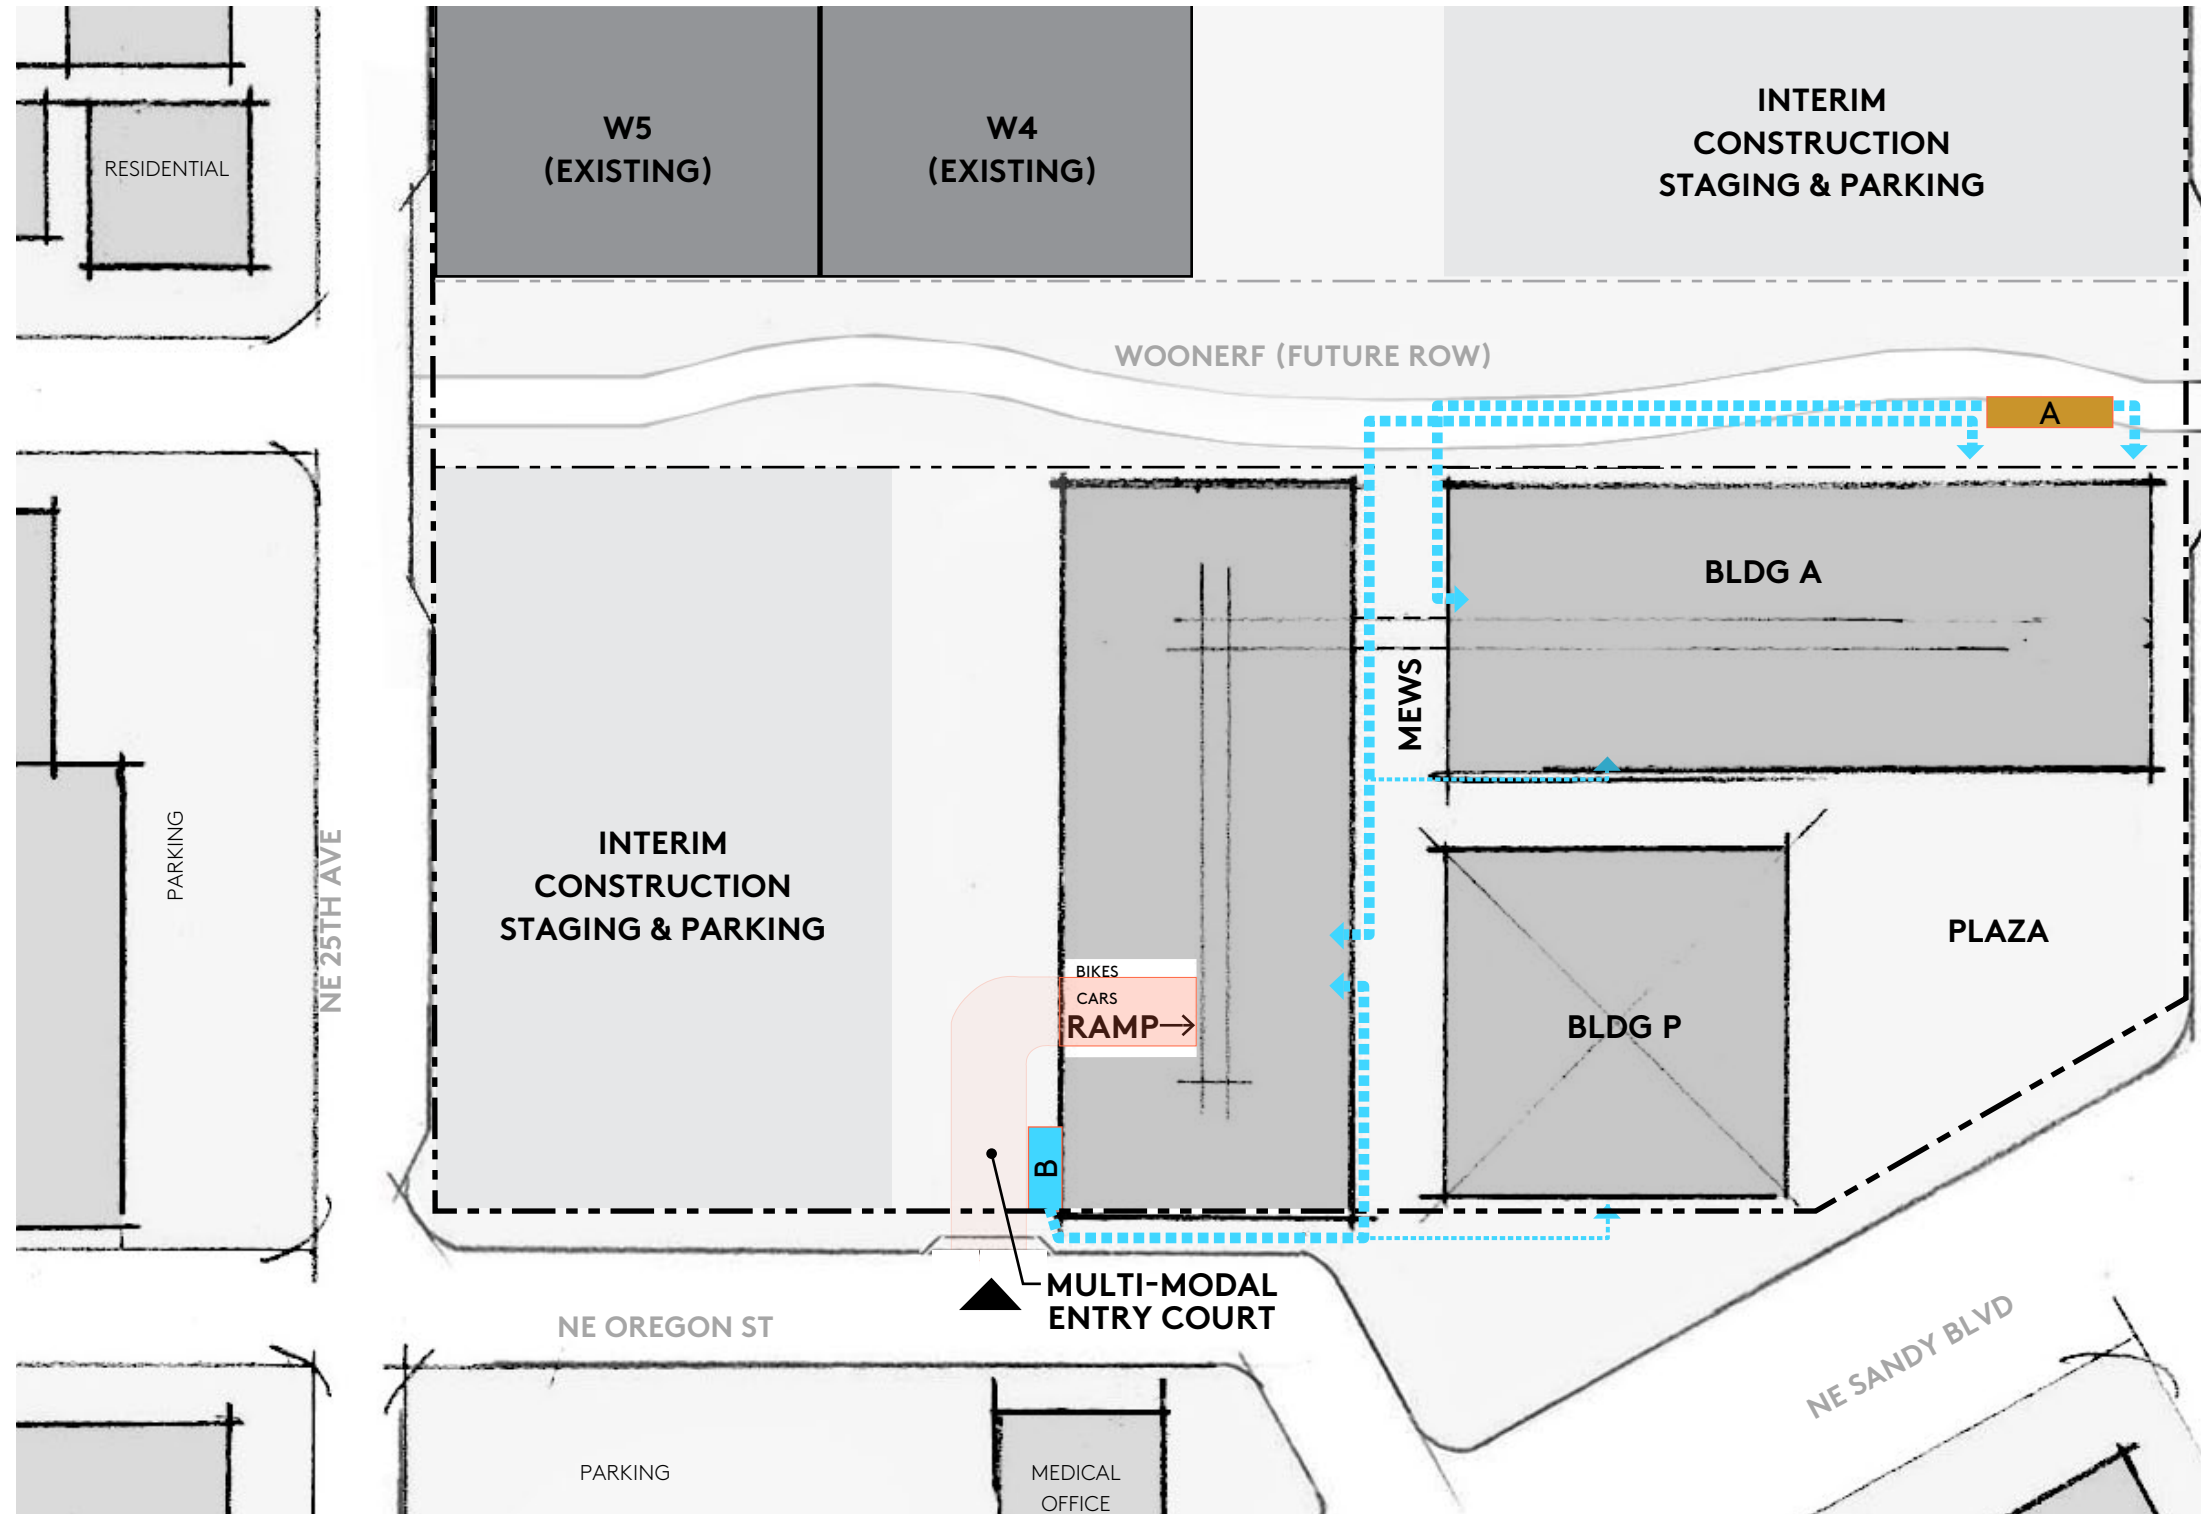 W5
(EXISTING)
W4
(EXISTING)
INTERIM
CONSTRUCTION
STAGING & PARKING
RESIDENTIAL
WOONERF (FUTURE ROW)
A
BLDG A
MEWS
PARKING
NE 25TH AVE
INTERIM
CONSTRUCTION
STAGING & PARKING
BIKES
CARS
RAMP
BLDG P
PLAZA
B
MULTI-MODAL
ENTRY COURT
NE OREGON ST
NE SANDY BLVD
PARKING
MEDICAL
OFFICE